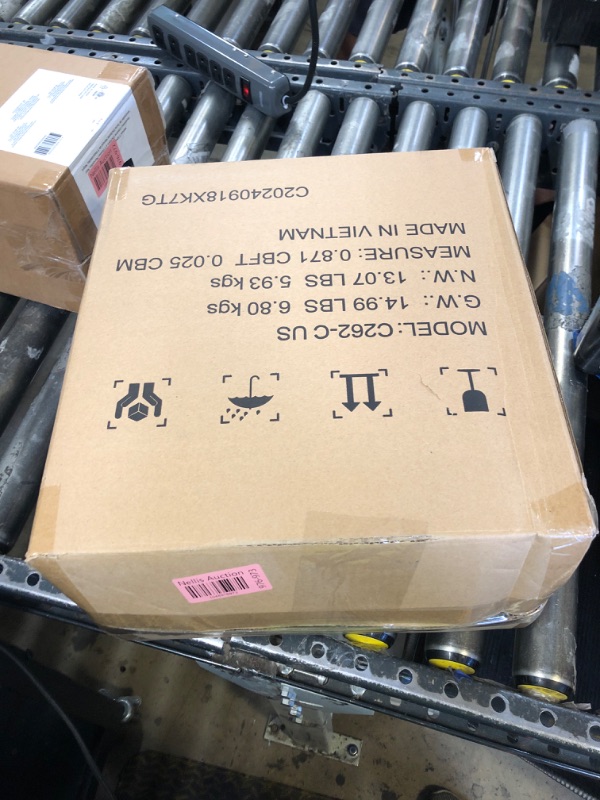 MODEL: C262-C US
G.W.: 14.99 LBS 6.80 kgs
N.W.: 13.07 LBS 5.93 kgs
MEASURE: 0.871 CBFT 0.025 CBM
MADE IN VIETNAM
C20240918XK7TG
Nellis Auction